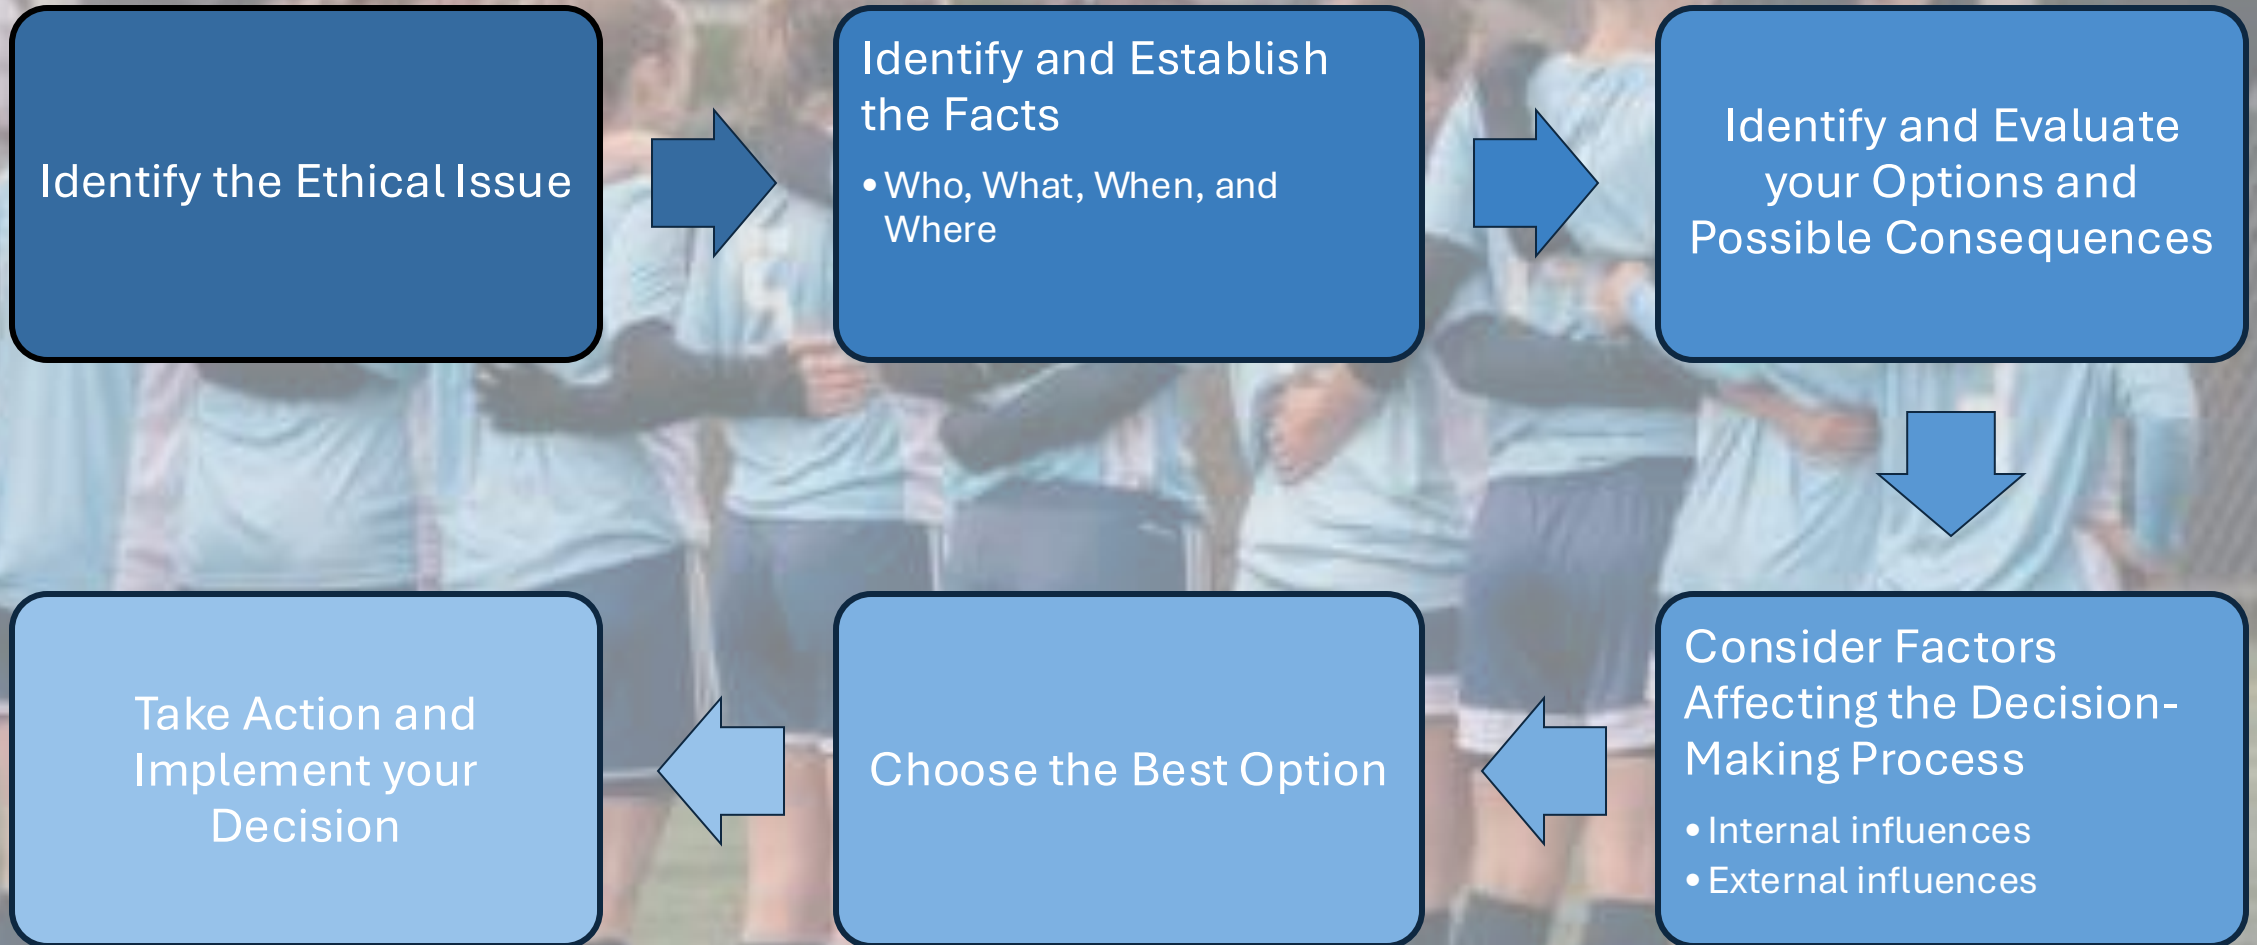 Identify the Ethical Issue
Identify and Establish
the Facts
• Who, What, When, and
Where
Identify and Evaluate
your Options and
Possible Consequences
Consider Factors
Affecting the Decision-
Making Process
• Internal influences
• External influences
Choose the Best Option
Take Action and
Implement your
Decision